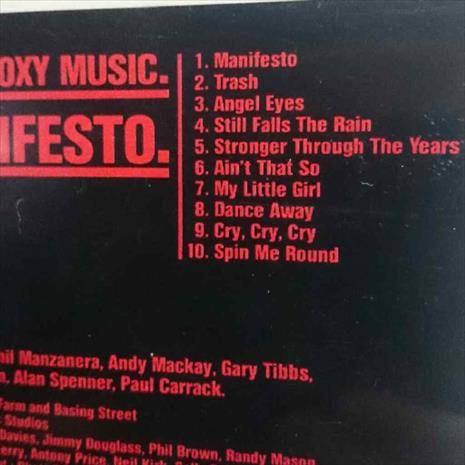 OXY MUSIC.
IFESTO.
1. Manifesto
2. Trash
3. Angel Eyes
4. Still Falls The Rain
5. Stronger Through The Years
6. Ain't That So
7. My Little Girl
8. Dance Away
9. Cry, Cry, Cry
10. Spin Me Round
hil Manzanera, Andy Mackay, Gary Tibbs,
n, Alan Spenner, Paul Carrack.
Farm and Basing Street
Studios
Davies, Jimmy Douglass, Phil Brown, Randy Mason
erry, Antony Price, Neil Kirk,